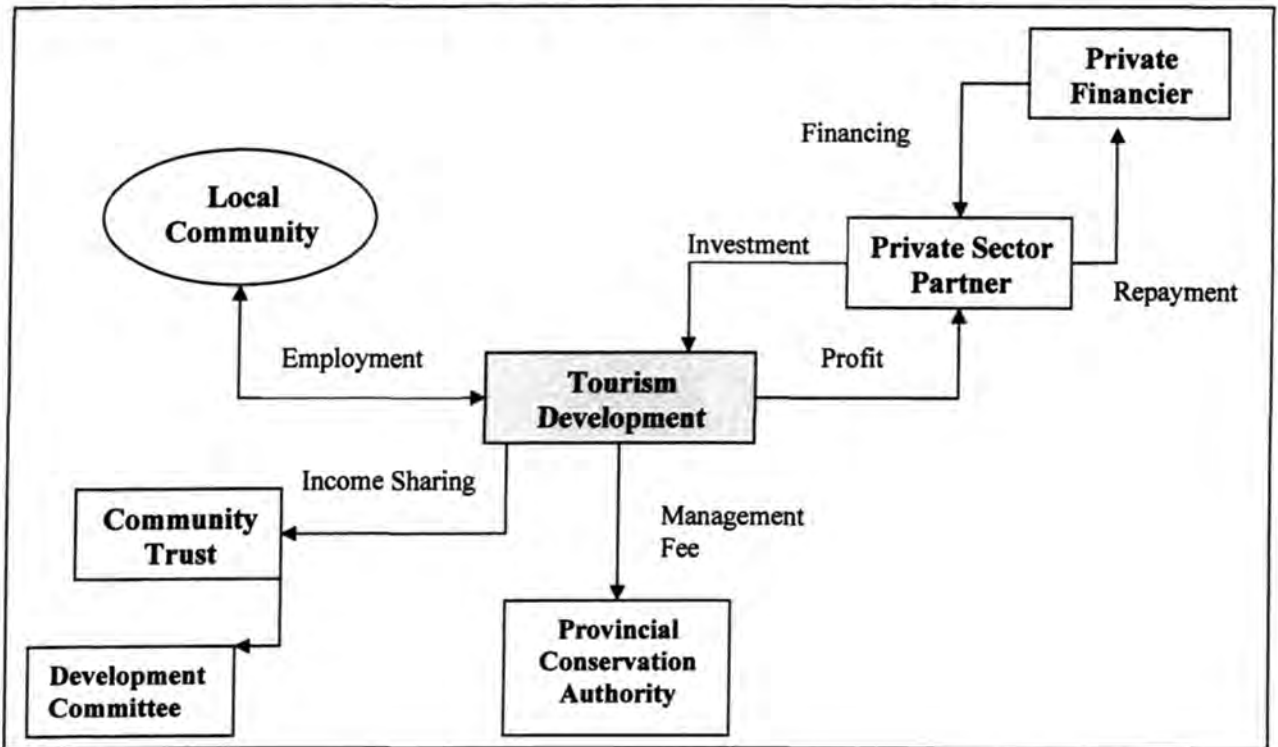 Private
Financier
Financing
Local
Community
Investment
Private Sector
Partner
Repayment
Employment
Tourism
Development
Profit
Income Sharing
Community
Trust
Management
Fee
Provincial
Conservation
Authority
Development
Committee